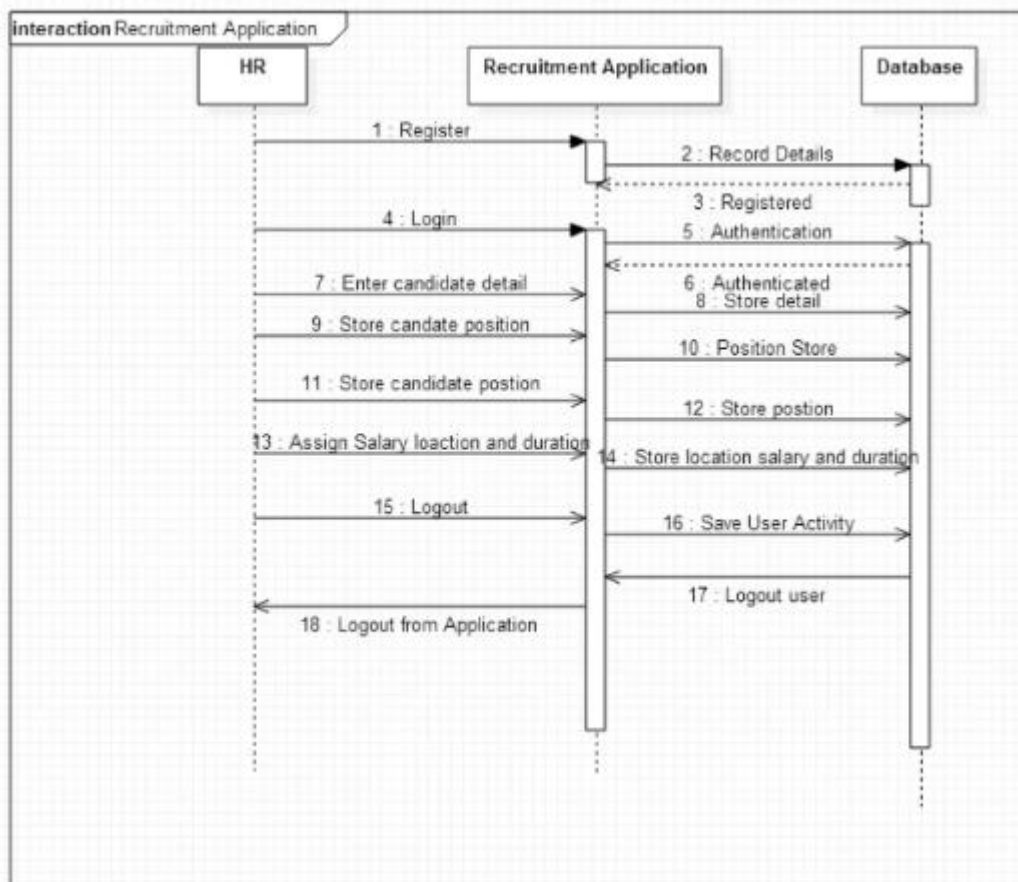 interaction Recruitment Application
HR
Recruitment Application
Database
1 : Register
2 : Record Details
3 : Registered
4 : Login
5 : Authentication
6 : Authenticated
7 : Enter candidate detail
8 : Store detail
9 : Store candate position
10 : Position Store
11 : Store candidate postion
12 : Store postion
13 : Assign Salary loaction and duration
14 : Store location salary and duration
15 : Logout
16 : Save User Activity
17 : Logout user
18 : Logout from Application